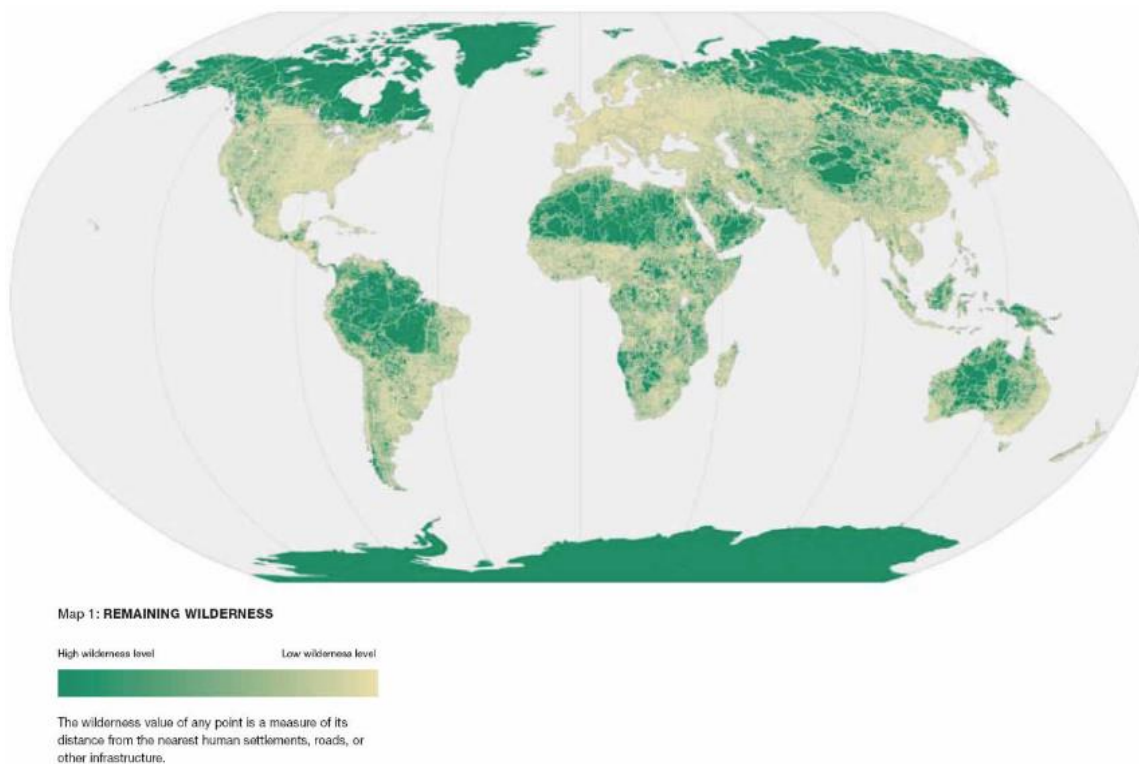 Map 1: REMAINING WILDERNESS
High wilderness level Low wilderness level
The wilderness value of any point is a measure of its
distance from the nearest human settlements, roads, or
other infrastructure.